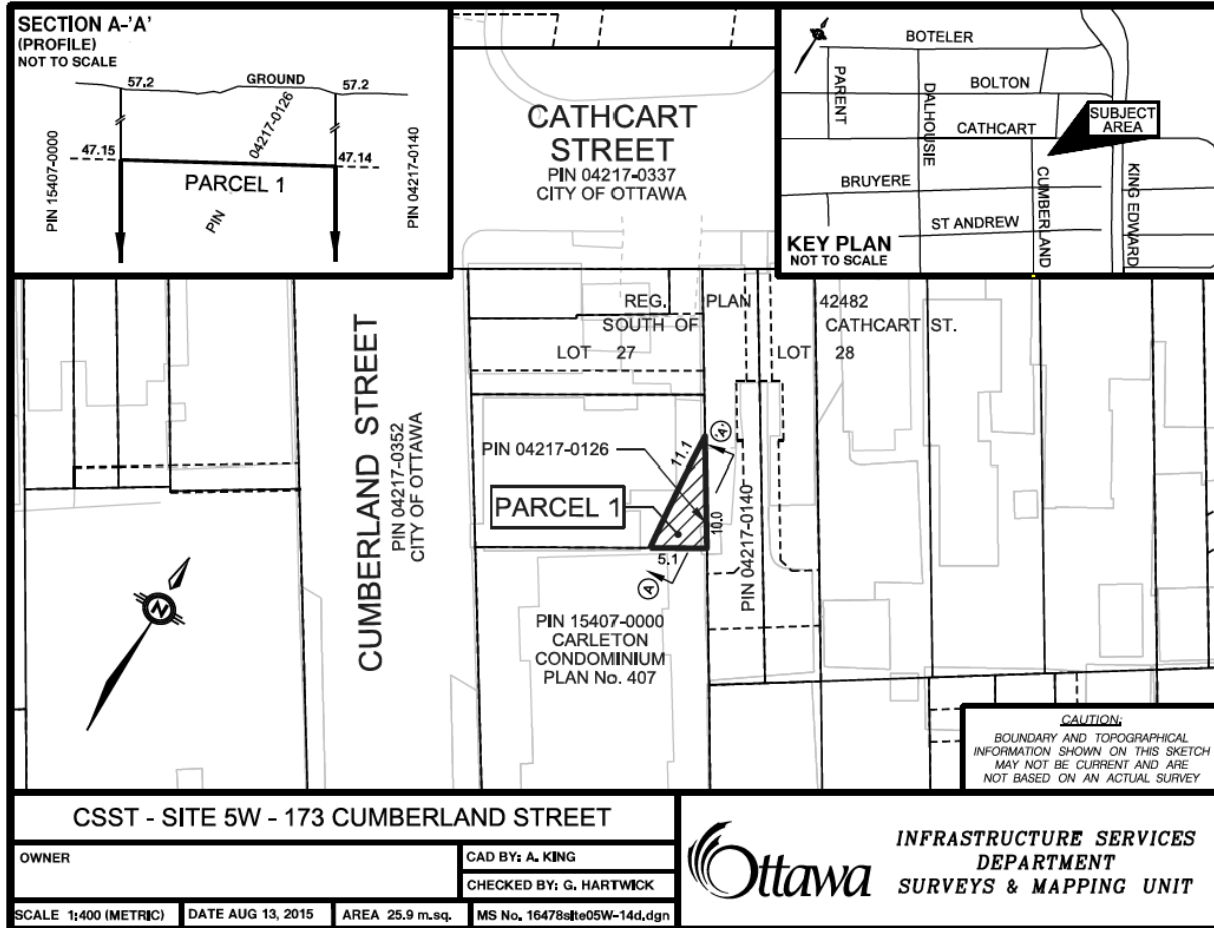 SECTION A-'A'
(PROFILE)
NOT TO SCALE
57.2
GROUND
57.2
04217-0126
47.15
47.14
PARCEL 1
PIN
PIN 15407-0000
PIN 04217-0140
CATHCART
STREET
PIN 04217-0337
CITY OF OTTAWA
BOTELER
PARENT
DALHOUSIE
BOLTON
CATHCART
SUBJECT
AREA
BRUYERE
CUMBERLAND
KING EDWARD
ST ANDREW
KEY PLAN
NOT TO SCALE
REG. PLAN 42482
SOUTH OF CATHCART ST.
LOT 27 LOT 28
CUMBERLAND STREET
PIN 04217-0352
CITY OF OTTAWA
PIN 04217-0126
11.1
'A'
PARCEL 1
10.0
PIN 04217-0140
5.1
A
N
PIN 15407-0000
CARLETON
CONDOMINIUM
PLAN No. 407
CAUTION:
BOUNDARY AND TOPOGRAPHICAL
INFORMATION SHOWN ON THIS SKETCH
MAY NOT BE CURRENT AND ARE
NOT BASED ON AN ACTUAL SURVEY
CSST - SITE 5W - 173 CUMBERLAND STREET
OWNER
CAD BY: A. KING
CHECKED BY: G. HARTWICK
SCALE 1:400 (METRIC)
DATE AUG 13, 2015
AREA 25.9 m.sq.
MS No. 16478site05W-14d.dgn
Ottawa
INFRASTRUCTURE SERVICES
DEPARTMENT
SURVEYS & MAPPING UNIT